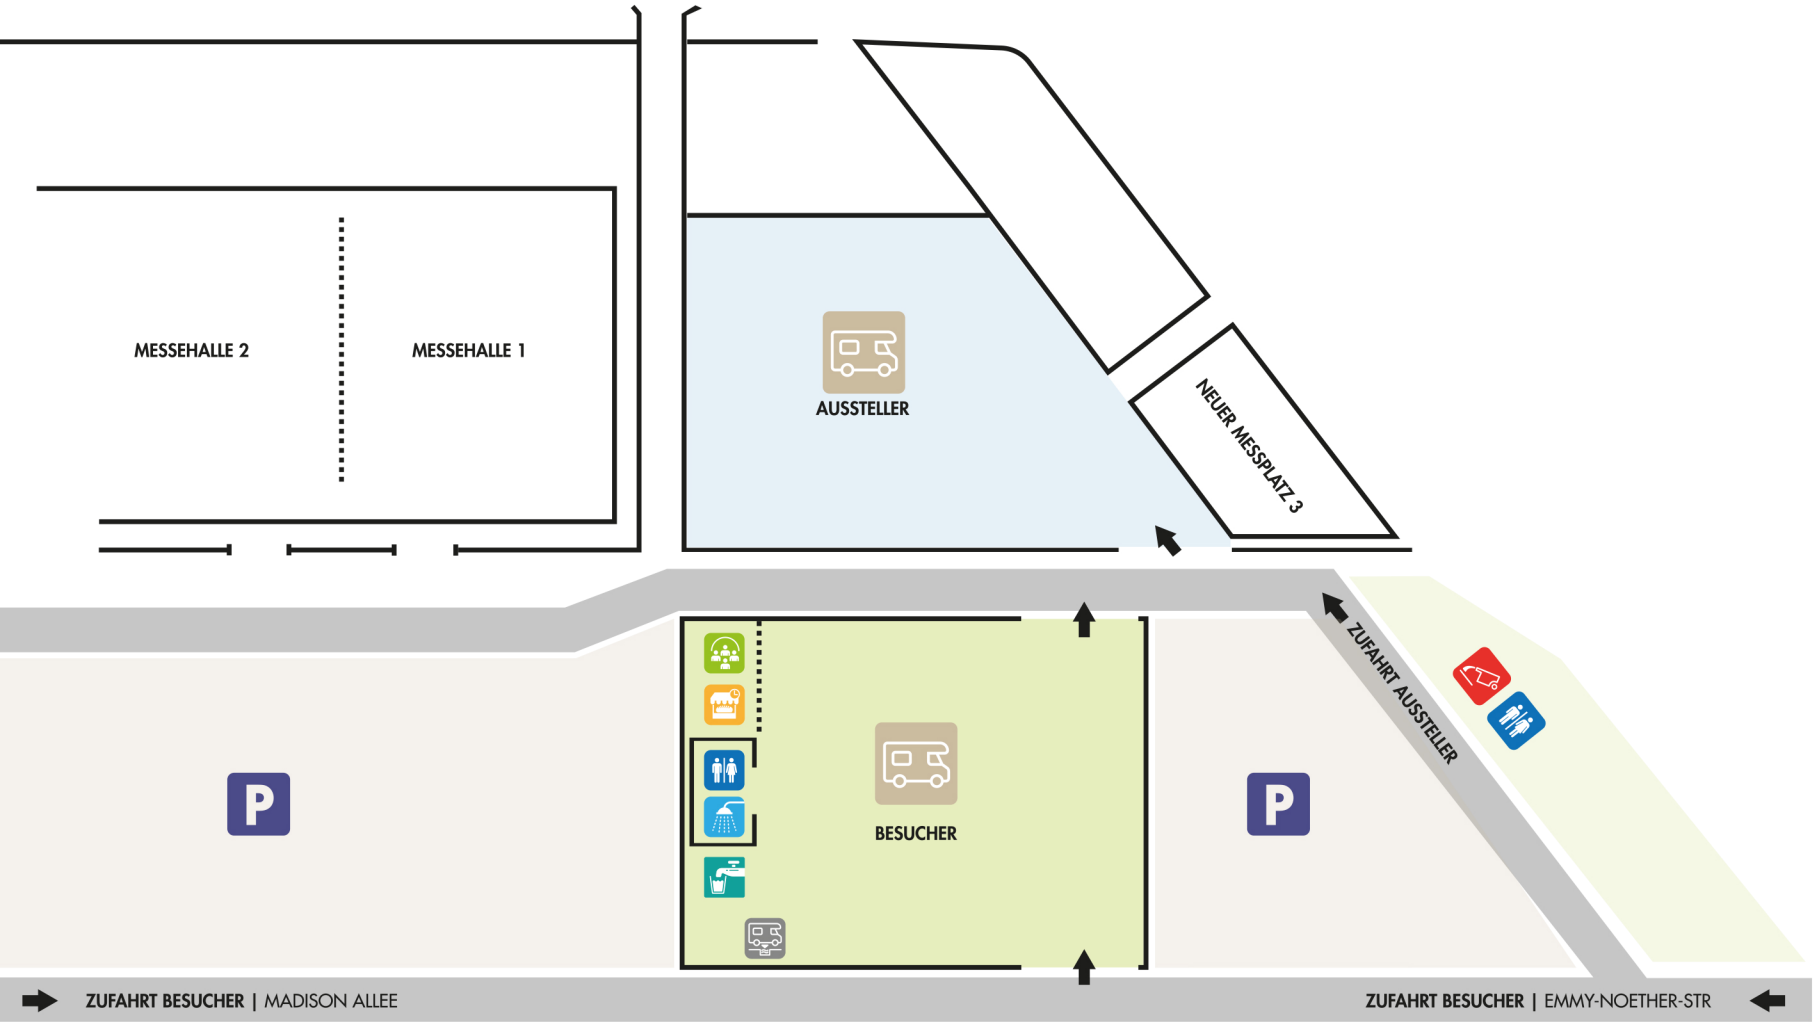 MESSEHALLE 2
MESSEHALLE 1
AUSSTELLER
NEUER MESSPLATZ 3
ZUFAHRT AUSSTELLER
P
BESUCHER
P
ZUFAHRT BESUCHER | MADISON ALLEE
ZUFAHRT BESUCHER | EMMY-NOETHER-STR